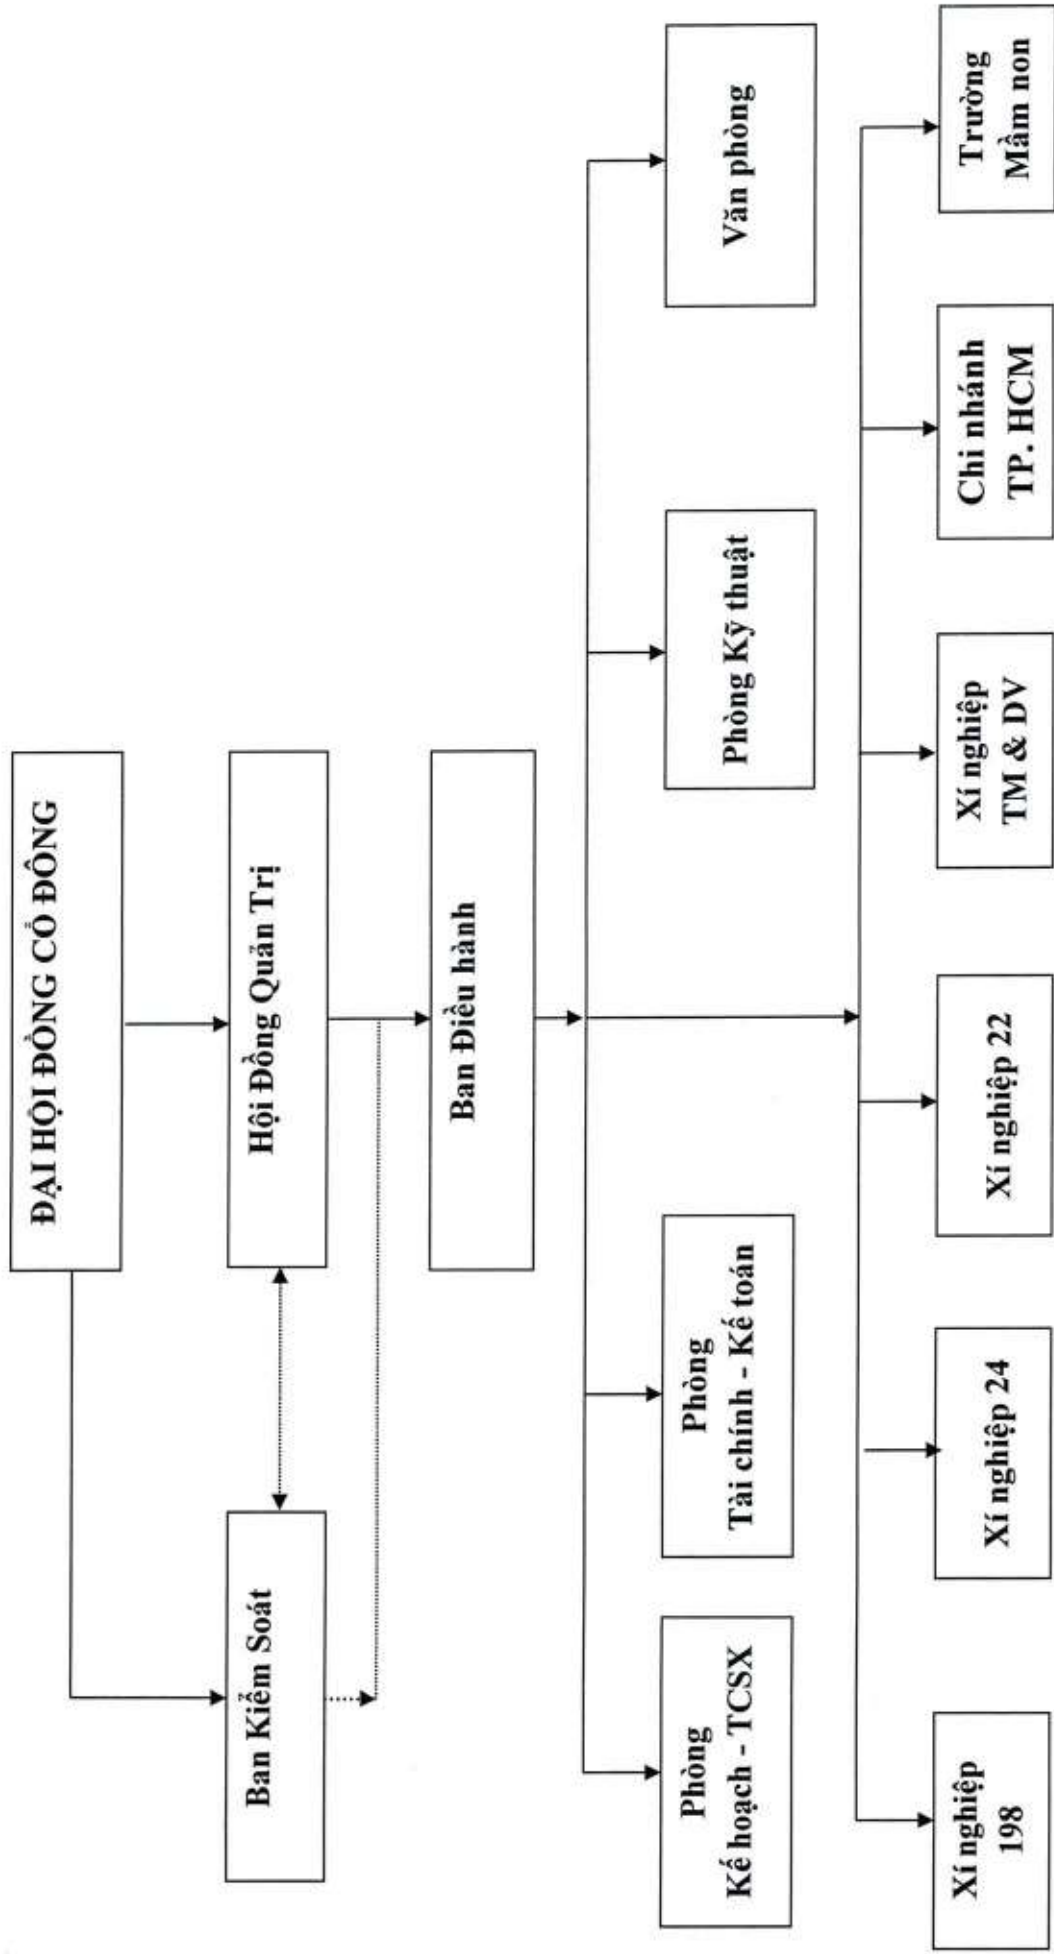 ĐẠI HỘI ĐỒNG CỔ ĐÔNG
Ban Kiểm Soát
Hội Đồng Quản Trị
Ban Điều hành
Phòng
Kế hoạch - TCSX
Phòng
Tài chính - Kế toán
Phòng Kỹ thuật
Văn phòng
Xí nghiệp
198
Xí nghiệp 24
Xí nghiệp 22
Xí nghiệp
TM & DV
Chi nhánh
TP. HCM
Trường
Mầm non